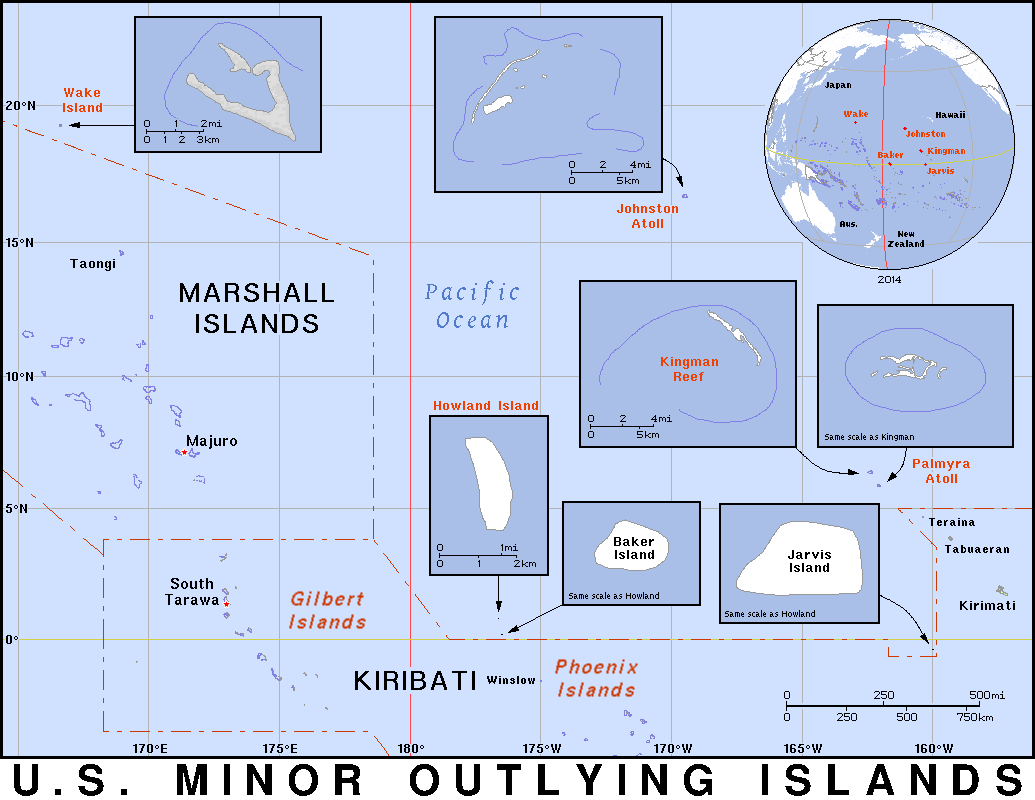 Wake
Island
0 1 2mi
0 1 2 3km
0 2 4mi
0 5km
Johnston
Atoll
Japan
Wake
Hawaii
Johnston
Baker
Kingman
Jarvis
Aus.
New
Zealand
2014
20°N
15°N
10°N
5°N
0°
Taongi
MARSHALL
ISLANDS
Pacific
Ocean
Majuro
Howland Island
0 1mi
0 1 2km
Kingman
Reef
0 2 4mi
0 5km
Same scale as Kingman
Palmyra
Atoll
Baker
Island
Same scale as Howland
Jarvis
Island
Same scale as Howland
Teraina
Tabuaeran
Kirimati
South
Tarawa
Gilbert
Islands
KIRIBATI
Winslow
Phoenix
Islands
0 250 500mi
0 250 500 750km
170°E 175°E 180° 175°W 170°W 165°W 160°W
U.S. MINOR OUTLYING ISLANDS